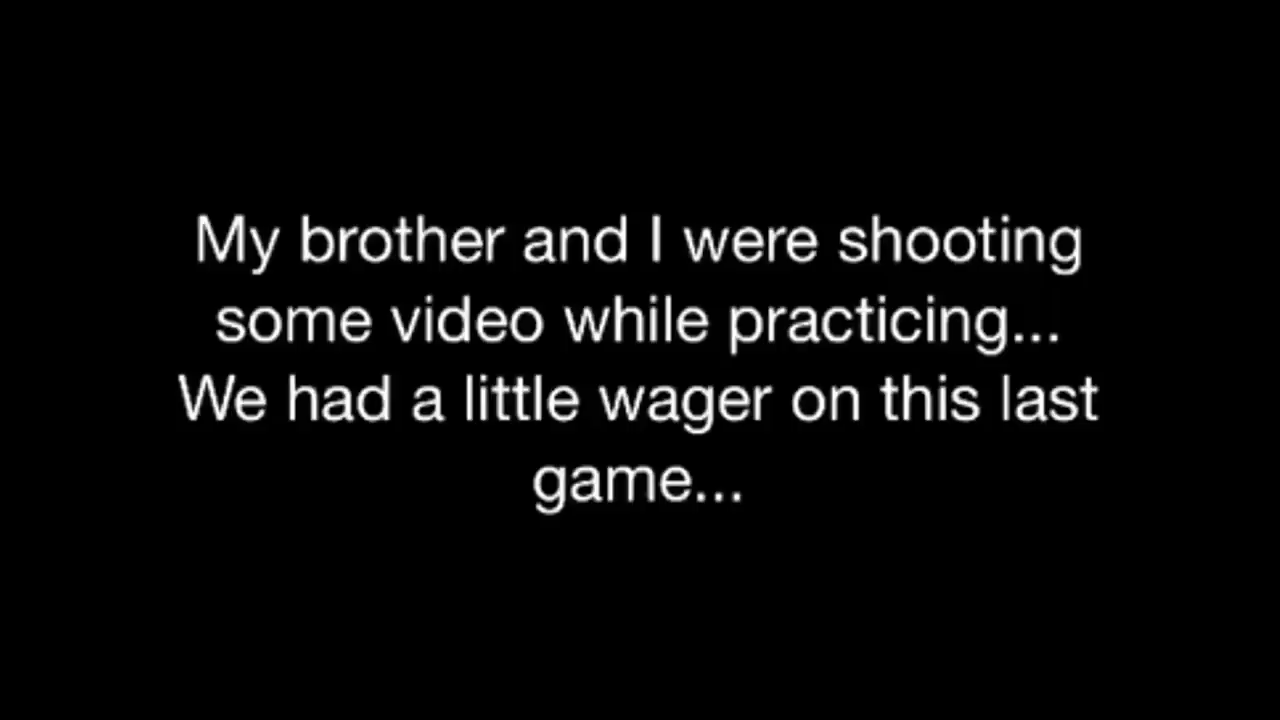 My brother and I were shooting
some video while practicing...
We had a little wager on this last
game...